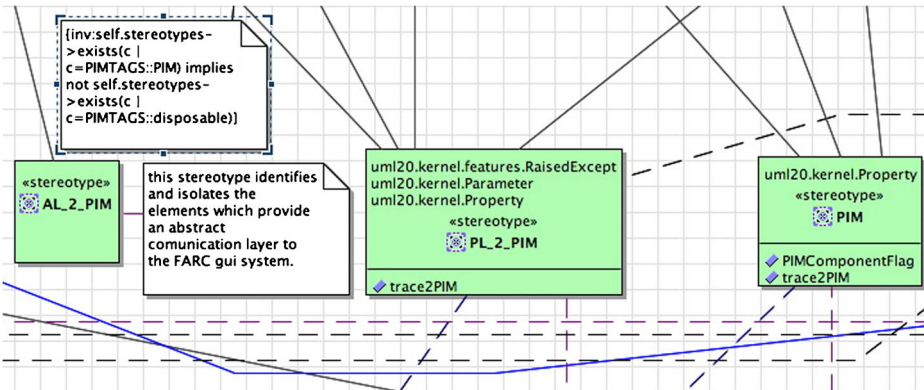 {inv:self.stereotypes-
>exists(c |
c=PIMTAGS::PIM) implies
not self.stereotypes-
>exists(c |
c=PIMTAGS::disposable)}
«stereotype»
AL_2_PIM
this stereotype identifies
and isolates the
elements which provide
an abstract
comunication layer to
the FARC gui system.
uml20.kernel.features.RaisedExcept
uml20.kernel.Parameter
uml20.kernel.Property
«stereotype»
PL_2_PIM
trace2PIM
uml20.kernel.Property
«stereotype»
PIM
PIMComponentFlag
trace2PIM